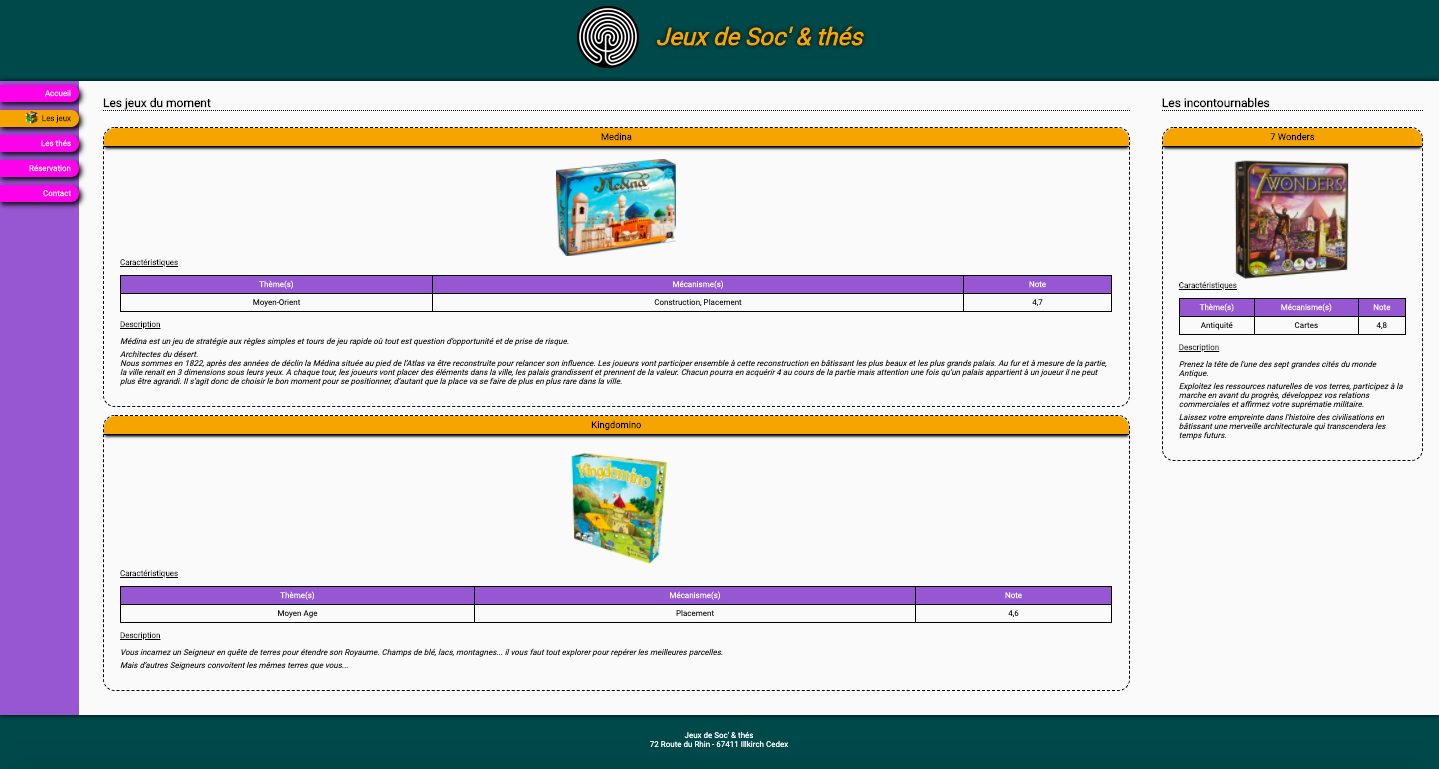 Jeux de Soc' & thés
Accueil
Les jeux
Les thés
Réservation
Contact
Les jeux du moment
Medina
Medina
Caractéristiques
Thème(s) Mécanisme(s) Note
Moyen-Orient Construction, Placement 4,7
Description
Médina est un jeu de stratégie aux règles simples et tours de jeu rapide où tout est question d'opportunité et de prise de risque.
Architectes du désert.
Nous sommes en 1822, après des années de déclin la Médina située au pied de l'Atlas va être reconstruite pour relancer son influence. Les joueurs vont participer ensemble à cette reconstruction en bâtissant les plus beaux et les plus grands palais. Au fur et à mesure de la partie,
la ville renait en 3 dimensions sous leurs yeux. A chaque tour, les joueurs vont placer des éléments dans la ville, les palais grandissent et prennent de la valeur. Chacun pourra en acquérir 4 au cours de la partie mais attention une fois qu'un palais appartient à un joueur il ne peut
plus être agrandi. Il s'agit donc de choisir le bon moment pour se positionner, d'autant que la place va se faire de plus en plus rare dans la ville.
Kingdomino
Kingdomino
Caractéristiques
Thème(s) Mécanisme(s) Note
Moyen Age Placement 4,6
Description
Vous incarnez un Seigneur en quête de terres pour étendre son Royaume. Champs de blé, lacs, montagnes... il vous faut tout explorer pour repérer les meilleures parcelles.
Mais d'autres Seigneurs convoitent les mêmes terres que vous...
Les incontournables
7 Wonders
7 WONDERS
Caractéristiques
Thème(s) Mécanisme(s) Note
Antiquité Cartes 4,8
Description
Prenez la tête de l'une des sept grandes cités du monde
Antique.
Exploitez les ressources naturelles de vos terres, participez à la
marche en avant du progrès, développez vos relations
commerciales et affirmez votre suprématie militaire.
Laissez votre empreinte dans l'histoire des civilisations en
bâtissant une merveille architecturale qui transcendera les
temps futurs.
Jeux de Soc' & thés
72 Route du Rhin - 67411 Illkirch Cedex